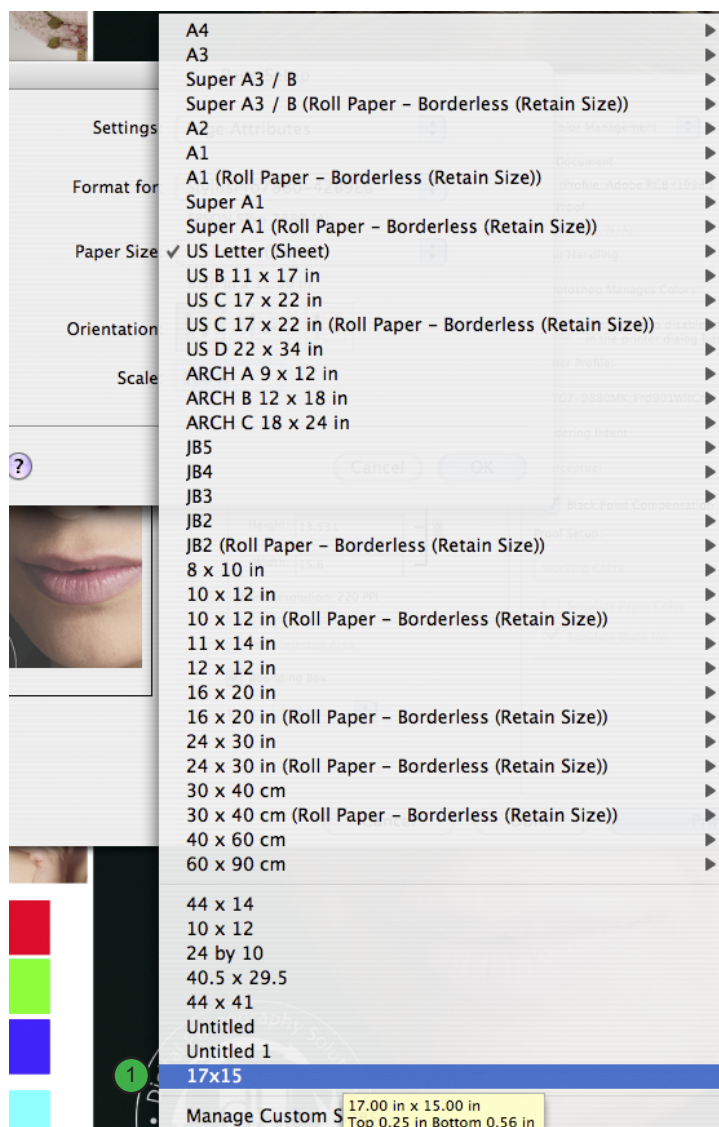 A4
A3
Super A3 / B
Super A3 / B (Roll Paper – Borderless (Retain Size))
Settings
A2
A1
Format for
A1 (Roll Paper – Borderless (Retain Size))
Super A1
Super A1 (Roll Paper – Borderless (Retain Size))
Paper Size ✓ US Letter (Sheet)
US B 11 x 17 in
US C 17 x 22 in
Orientation
US C 17 x 22 in (Roll Paper – Borderless (Retain Size))
US D 22 x 34 in
Scale
ARCH A 9 x 12 in
ARCH B 12 x 18 in
ARCH C 18 x 24 in
JB5
?
JB4
Cancel
OK
JB3
JB2
JB2 (Roll Paper – Borderless (Retain Size))
8 x 10 in
10 x 12 in
10 x 12 in (Roll Paper – Borderless (Retain Size))
11 x 14 in
12 x 12 in
16 x 20 in
16 x 20 in (Roll Paper – Borderless (Retain Size))
24 x 30 in
24 x 30 in (Roll Paper – Borderless (Retain Size))
30 x 40 cm
30 x 40 cm (Roll Paper – Borderless (Retain Size))
40 x 60 cm
60 x 90 cm
44 x 14
10 x 12
24 by 10
40.5 x 29.5
44 x 41
Untitled
Untitled 1
1
17x15
Manage Custom S
17.00 in x 15.00 in
Top 0.25 in Bottom 0.56 in